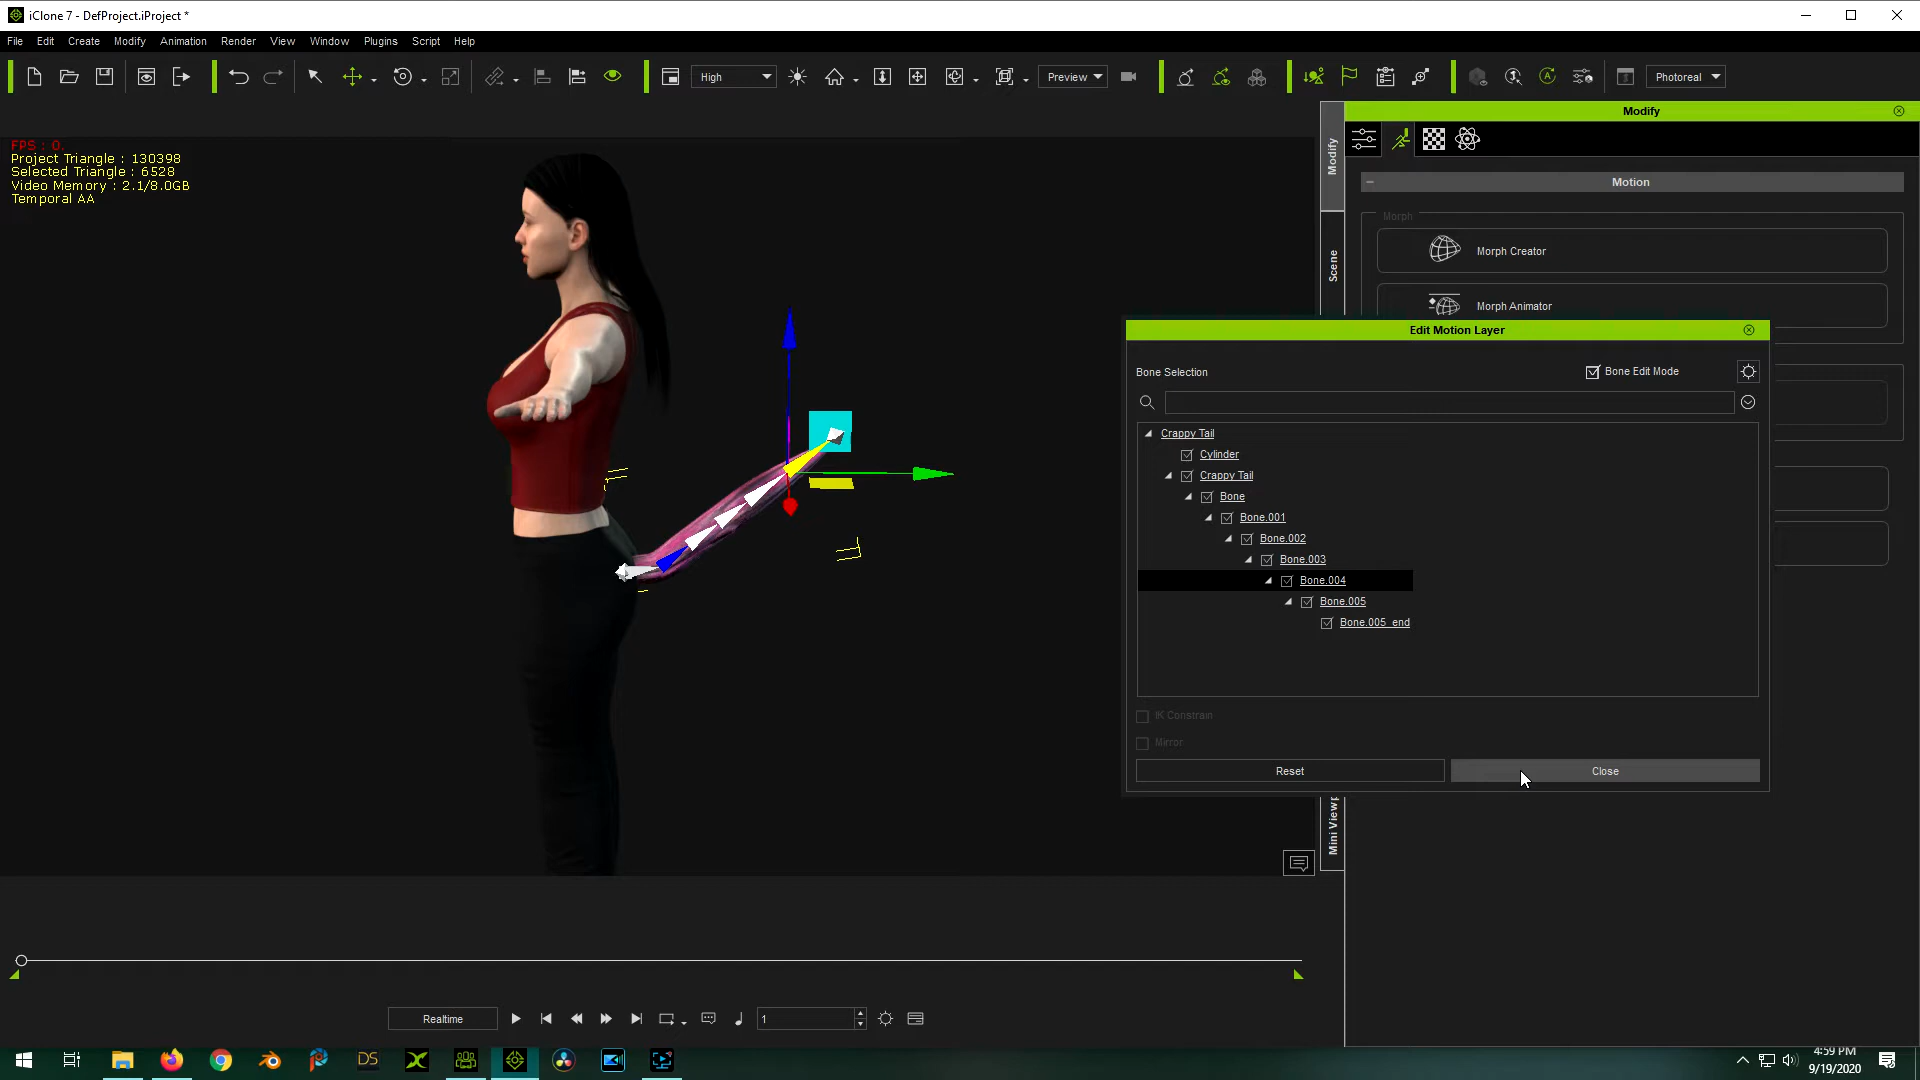 iClone 7 - DefProject.iProject *
File Edit Create Modify Animation Render View Window Plugins Script Help
High
Preview
Photoreal
FPS : 0.
Project Triangle : 130398
Selected Triangle : 6528
Video Memory : 2.1/8.0GB
Temporal AA
Modify
Modify
Scene
Motion
Morph
Morph Creator
Morph Animator
Edit Motion Layer
Bone Selection
Bone Edit Mode
Crappy Tail
Cylinder
Crappy Tail
Bone
Bone.001
Bone.002
Bone.003
Bone.004
Bone.005
Bone.005_end
IK Constrain
Mirror
Reset
Close
Mini Viewp
Realtime
1
DS
4:59 PM
9/19/2020